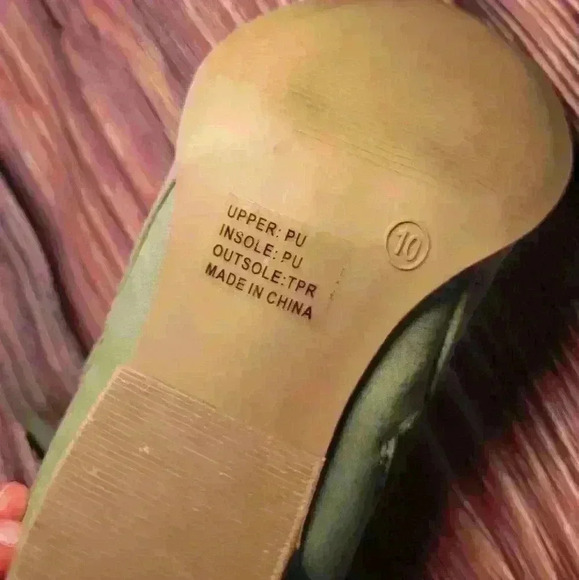 UPPER: PU
INSOLE: PU
OUTSOLE:TPR
MADE IN CHINA
10